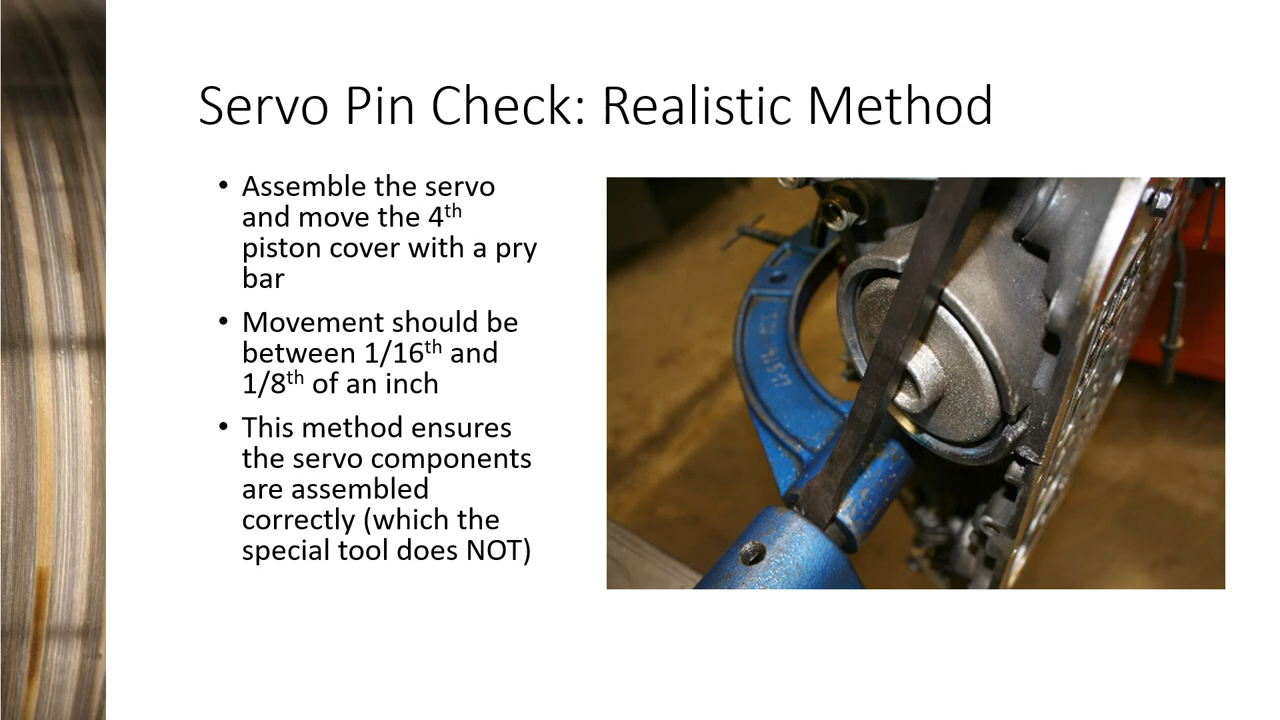 Servo Pin Check: Realistic Method
• Assemble the servo
and move the 4th
piston cover with a pry
bar
• Movement should be
between 1/16th and
1/8th of an inch
• This method ensures
the servo components
are assembled
correctly (which the
special tool does NOT)